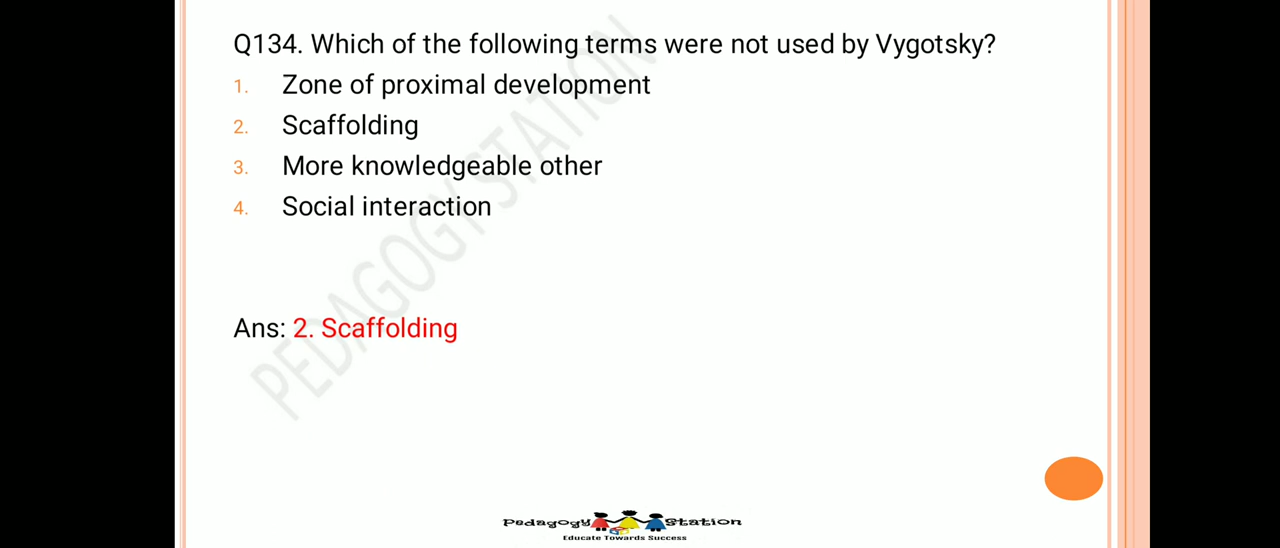 Q134. Which of the following terms were not used by Vygotsky?
1. Zone of proximal development
2. Scaffolding
3. More knowledgeable other
4. Social interaction
Ans: 2. Scaffolding
PEDAGOGY STATION
Pedagogy Station
Educate Towards Success